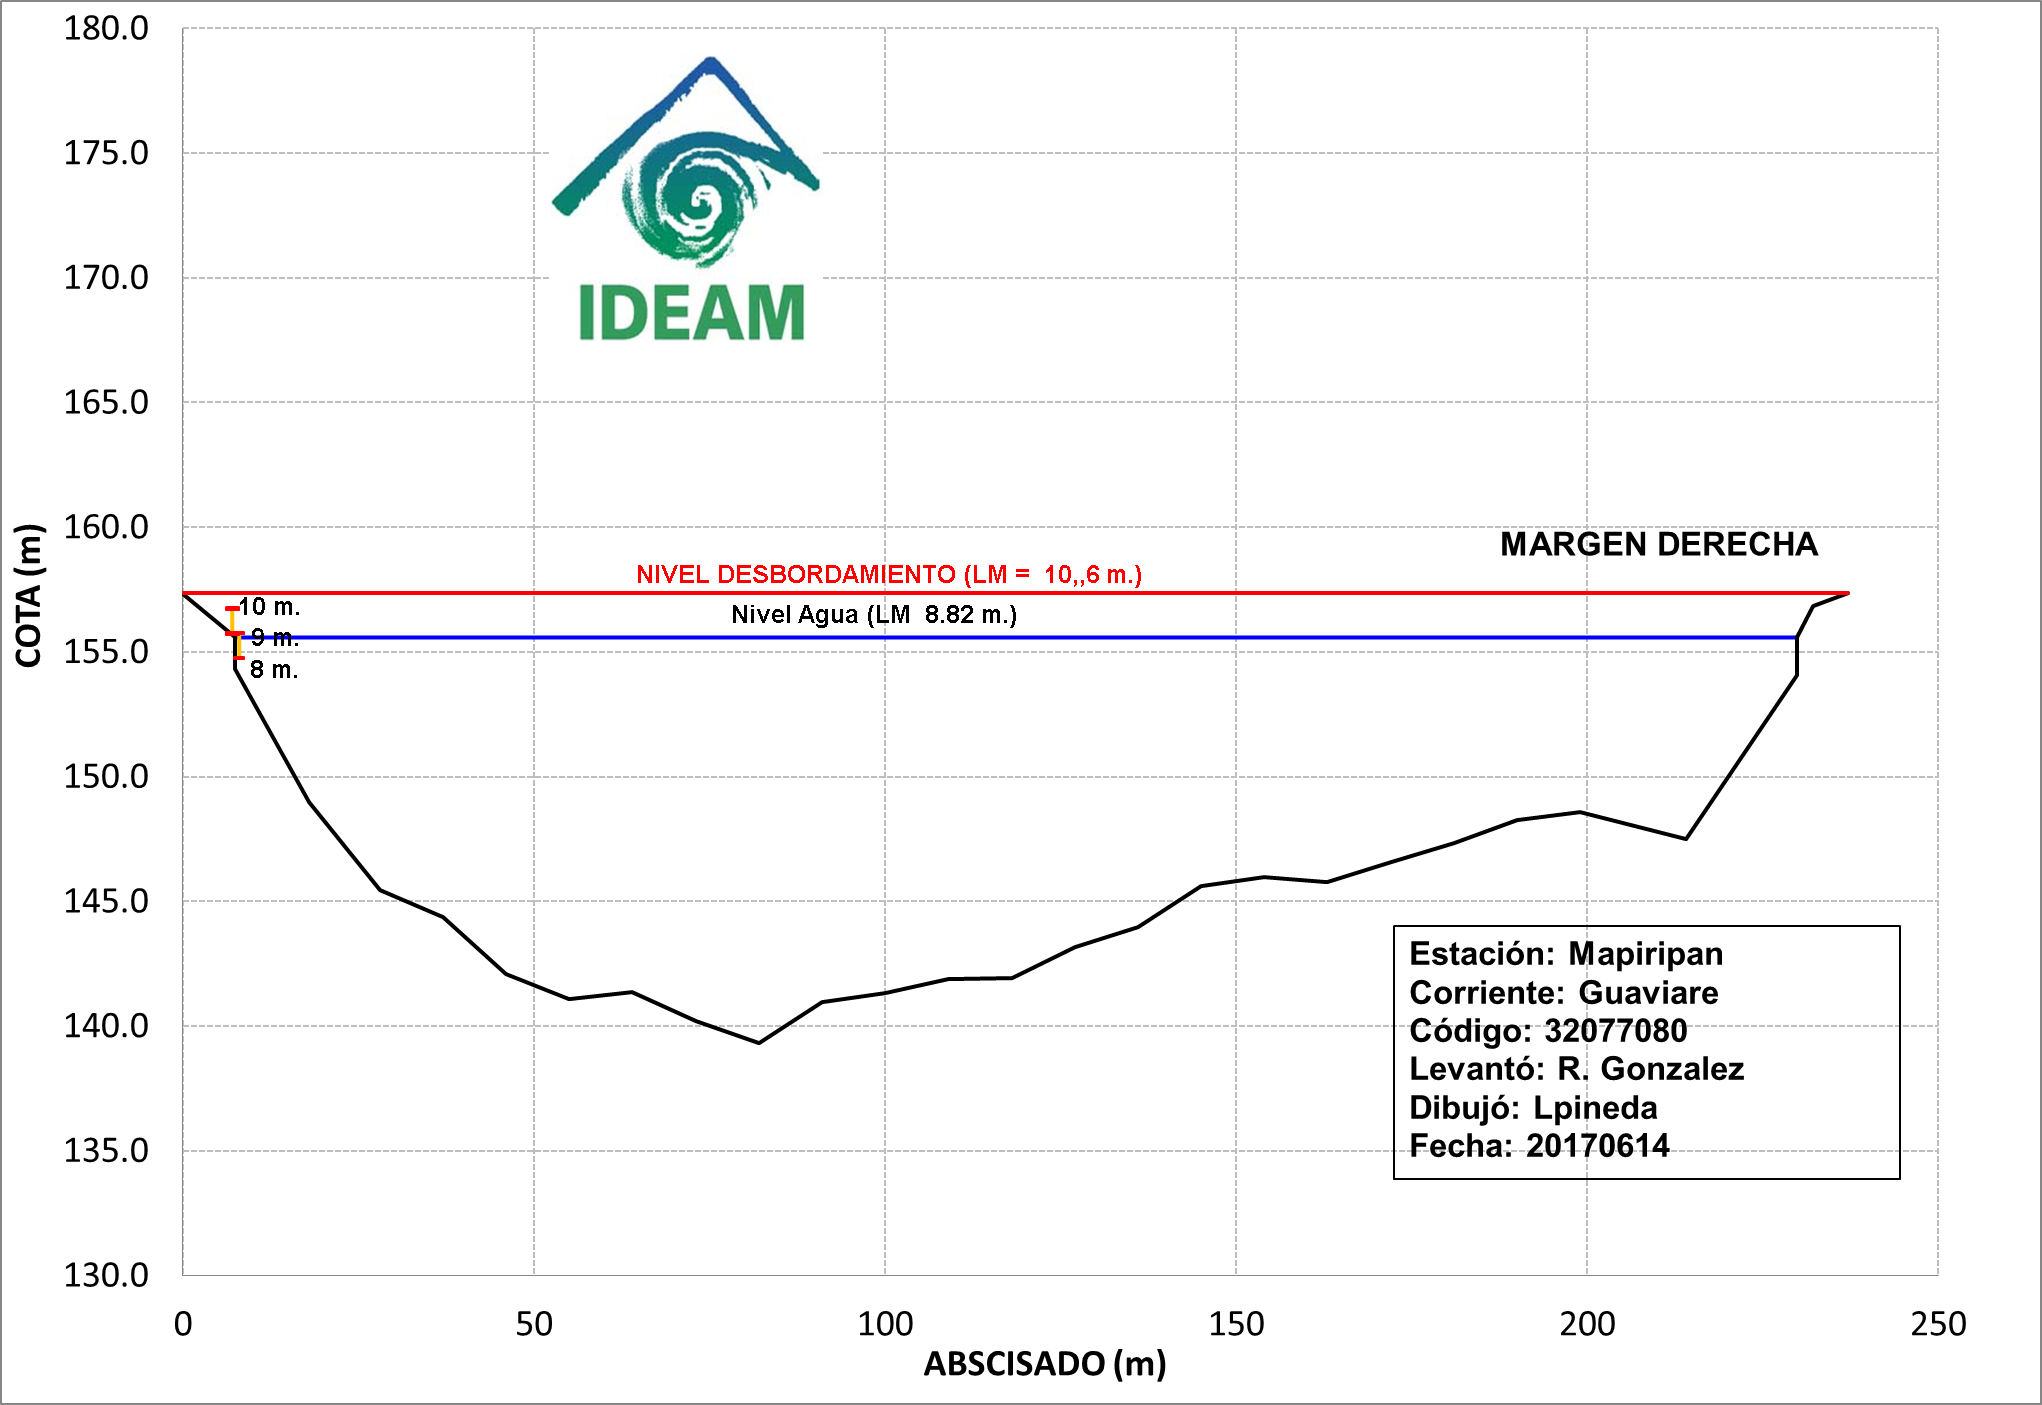 180.0
175.0
170.0
165.0
160.0
155.0
150.0
145.0
140.0
135.0
130.0
COTA (m)
IDEAM
MARGEN DERECHA
NIVEL DESBORDAMIENTO (LM = 10,,6 m.)
Nivel Agua (LM 8.82 m.)
10 m.
9 m.
8 m.
Estación: Mapiripan
Corriente: Guaviare
Código: 32077080
Levantó: R. Gonzalez
Dibujó: Lpineda
Fecha: 20170614
0 50 100 150 200 250
ABSCISADO (m)